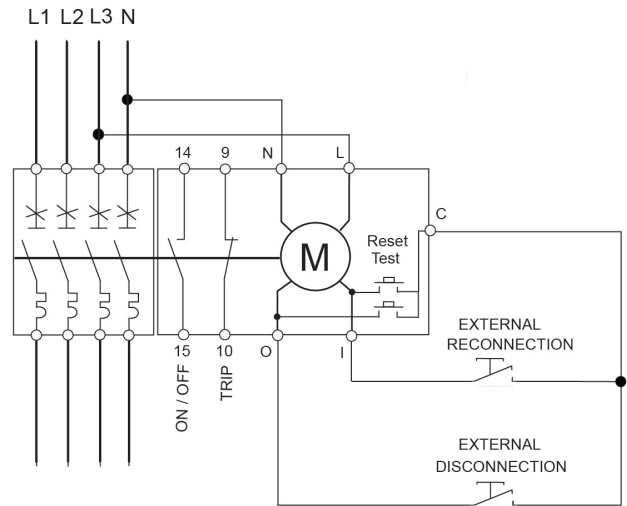 L1 L2 L3 N
14 9 N L
C
Reset
Test
M
15 10 O I
ON / OFF
TRIP
EXTERNAL
RECONNECTION
EXTERNAL
DISCONNECTION